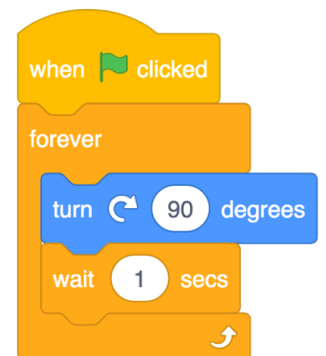 when clicked
forever
turn 90 degrees
wait 1 secs